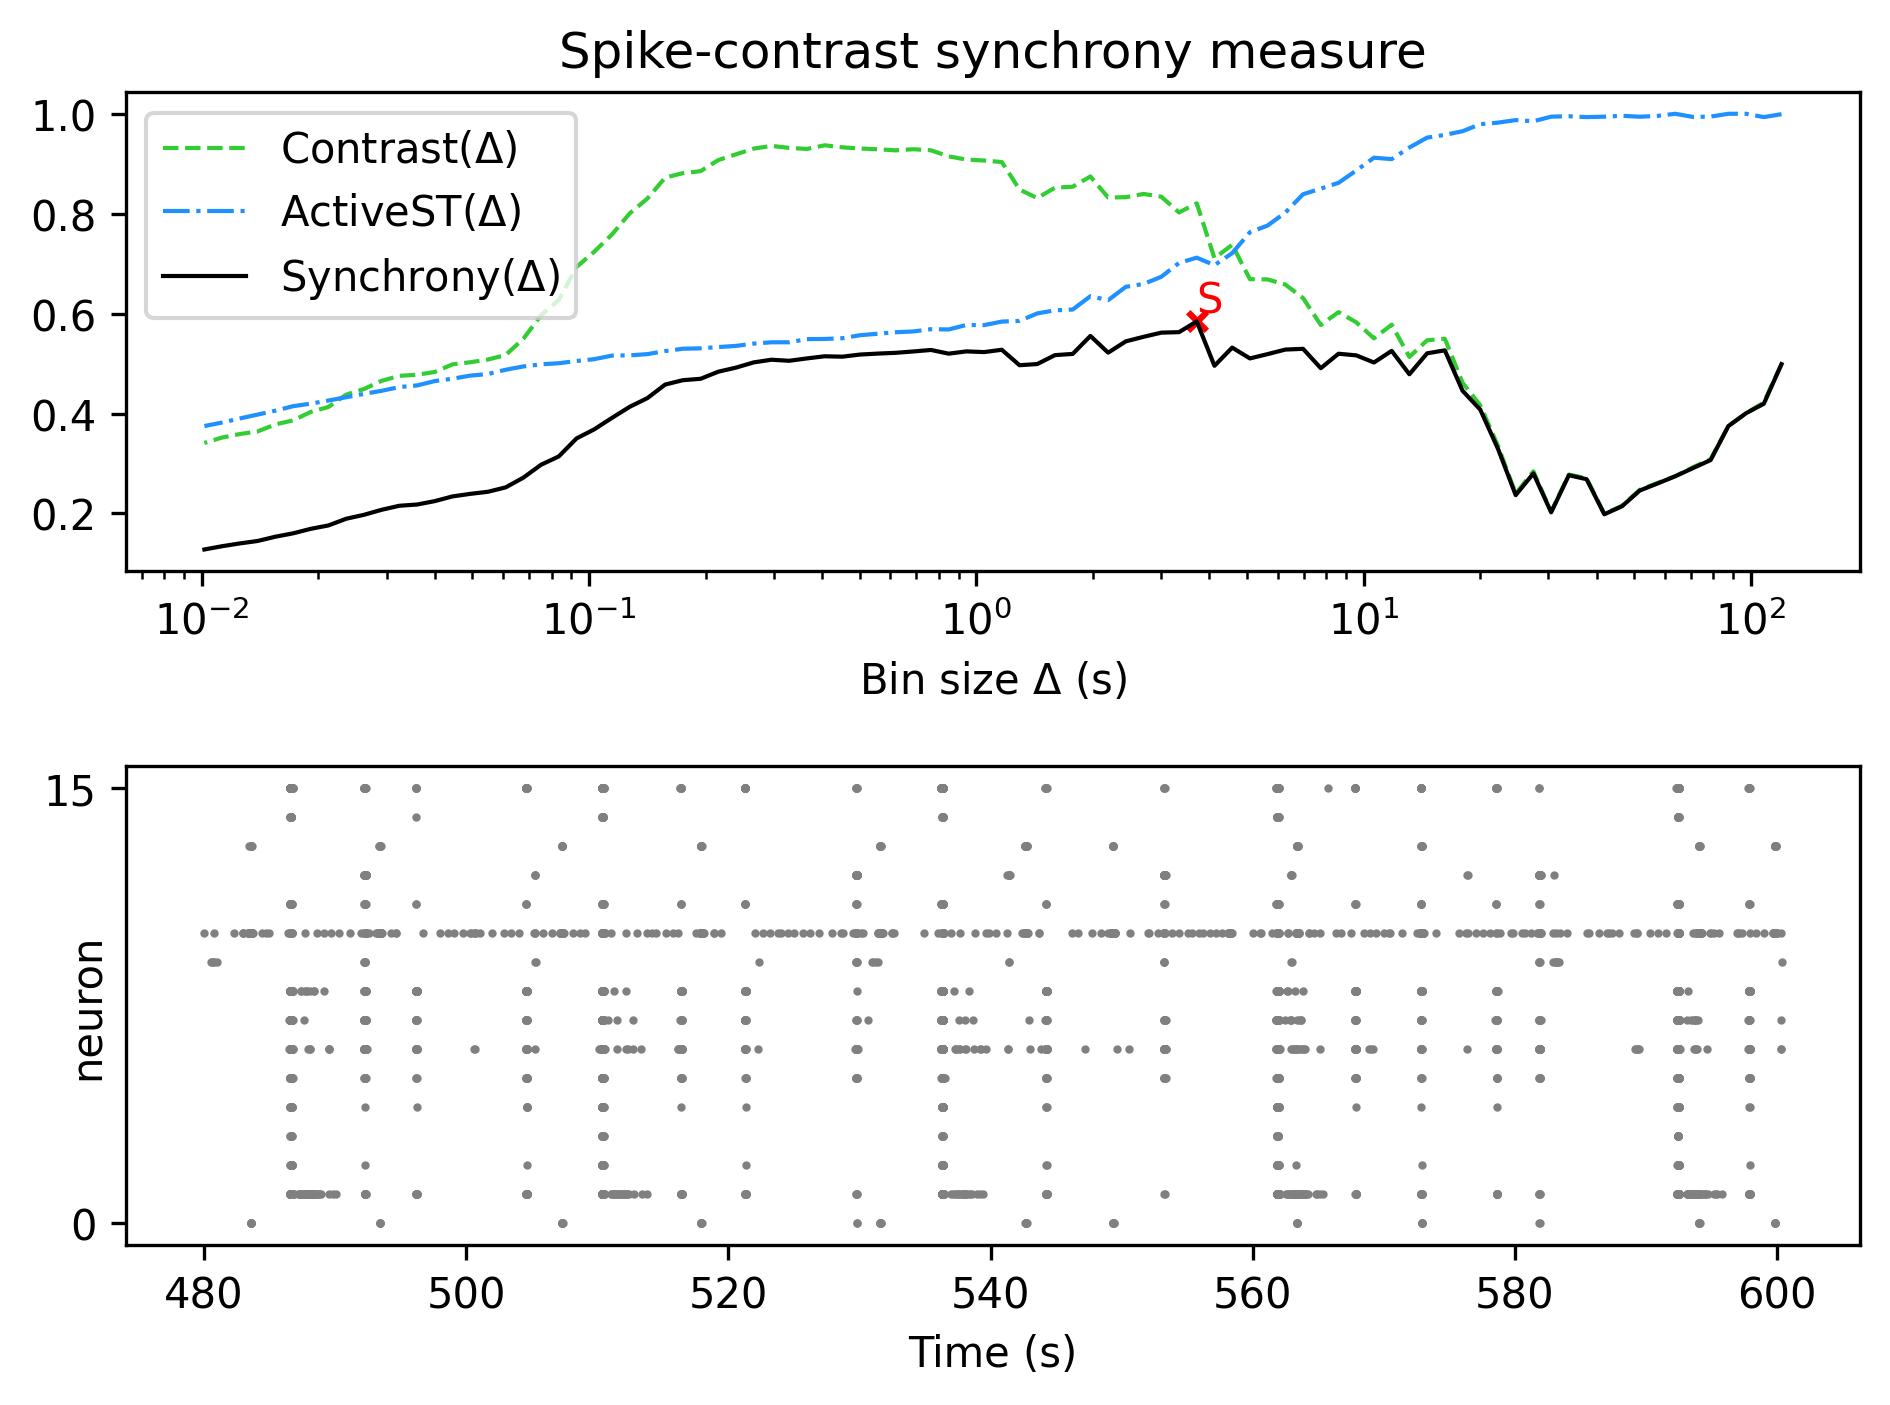 Spike-contrast synchrony measure
1.0
0.8
0.6
0.4
0.2
Contrast(Δ)
ActiveST(Δ)
Synchrony(Δ)
S
10⁻² 10⁻¹ 10⁰ 10¹ 10²
Bin size Δ (s)
15
0
neuron
480 500 520 540 560 580 600
Time (s)